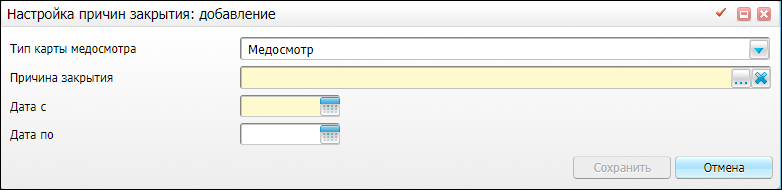 Настройка причин закрытия: добавление
Тип карты медосмотра Медосмотр
Причина закрытия ...
Дата с
Дата по
Сохранить Отмена